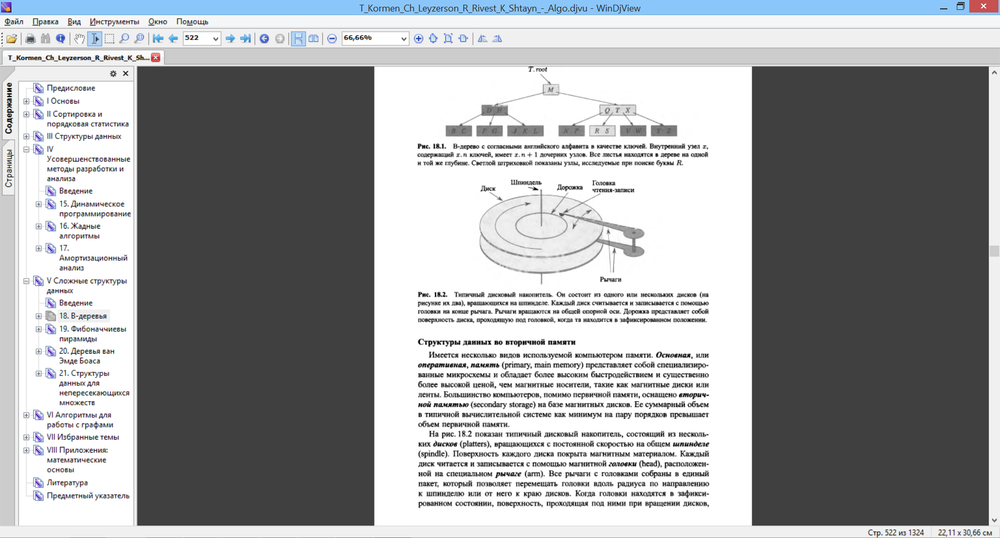 T_Kormen_Ch_Leyzerson_R_Rivest_K_Shtayn_-_Algo.djvu - WinDjView
Файл Правка Вид Инструменты Окно Помощь
522 66,66%
T_Kormen_Ch_Leyzerson_R_Rivest_K_Sh...
Содержание
Страницы
Предисловие
I Основы
II Сортировка и
порядковая статистика
III Структуры данных
IV
Усовершенствованные
методы разработки и
анализа
Введение
15. Динамическое
программирование
16. Жадные
алгоритмы
17.
Амортизационный
анализ
V Сложные структуры
данных
Введение
18. В-деревья
19. Фибоначчиевы
пирамиды
20. Деревья ван
Эмде Боаса
21. Структуры
данных для
непересекающихся
множеств
VI Алгоритмы для
работы с графами
VII Избранные темы
VIII Приложения:
математические
основы
Литература
Предметный указатель
T.root
M
D H Q T X
B C F G J K L N P R S V W Y Z
Рис. 18.1. В-дерево с согласными английского алфавита в качестве ключей. Внутренний узел x,
содержащий x.n ключей, имеет x.n + 1 дочерних узлов. Все листья находятся в дереве на одной
и той же глубине. Светлой штриховкой показаны узлы, исследуемые при поиске буквы R.
Диск
Шпиндель
Дорожка
Головка
чтения-записи
Рычаги
Рис. 18.2. Типичный дисковый накопитель. Он состоит из одного или нескольких дисков (на
рисунке их два), вращающихся на шпинделе. Каждый диск считывается и записывается с помощью
головки на конце рычага. Рычаги вращаются на общей опорной оси. Дорожка представляет собой
поверхность диска, проходящую под головкой, когда та находится в зафиксированном положении.
Структуры данных во вторичной памяти
Имеется несколько видов используемой компьютером памяти. Основная, или
оперативная, память (primary, main memory) представляет собой специализиро-
ванные микросхемы и обладает более высоким быстродействием и существенно
более высокой ценой, чем магнитные носители, такие как магнитные диски или
ленты. Большинство компьютеров, помимо первичной памяти, оснащено вторич-
ной памятью (secondary storage) на базе магнитных дисков. Ее суммарный объем
в типичной вычислительной системе как минимум на пару порядков превышает
объем первичной памяти.
На рис. 18.2 показан типичный дисковый накопитель, состоящий из несколь-
ких дисков (platters), вращающихся с постоянной скоростью на общем шпинделе
(spindle). Поверхность каждого диска покрыта магнитным материалом. Каждый
диск читается и записывается с помощью магнитной головки (head), расположен-
ной на специальном рычаге (arm). Все рычаги с головками собраны в единый
пакет, который позволяет перемещать головки вдоль радиуса по направлению
к шпинделю или от него к краю дисков. Когда головки находятся в зафикси-
рованном состоянии, поверхность, проходящая под ними при вращении дисков,
Стр. 522 из 1324 22,11 x 30,66 см